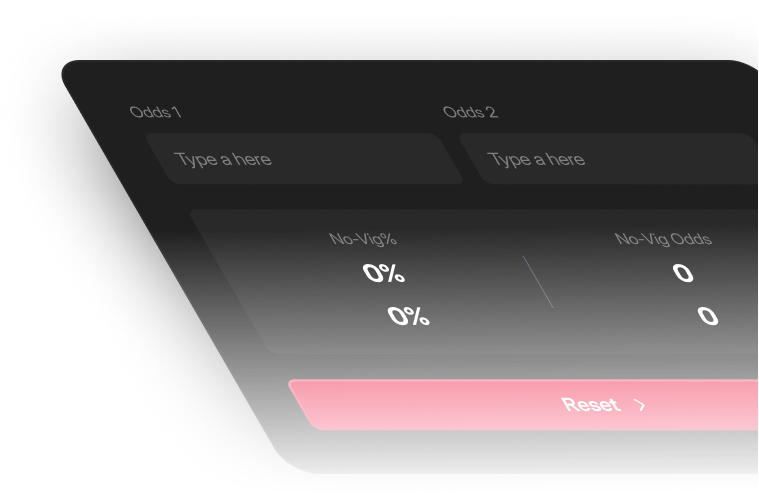 Odds 1
Odds 2
Type a here
Type a here
No-Vig%
No-Vig Odds
0%
0
0%
0
Reset